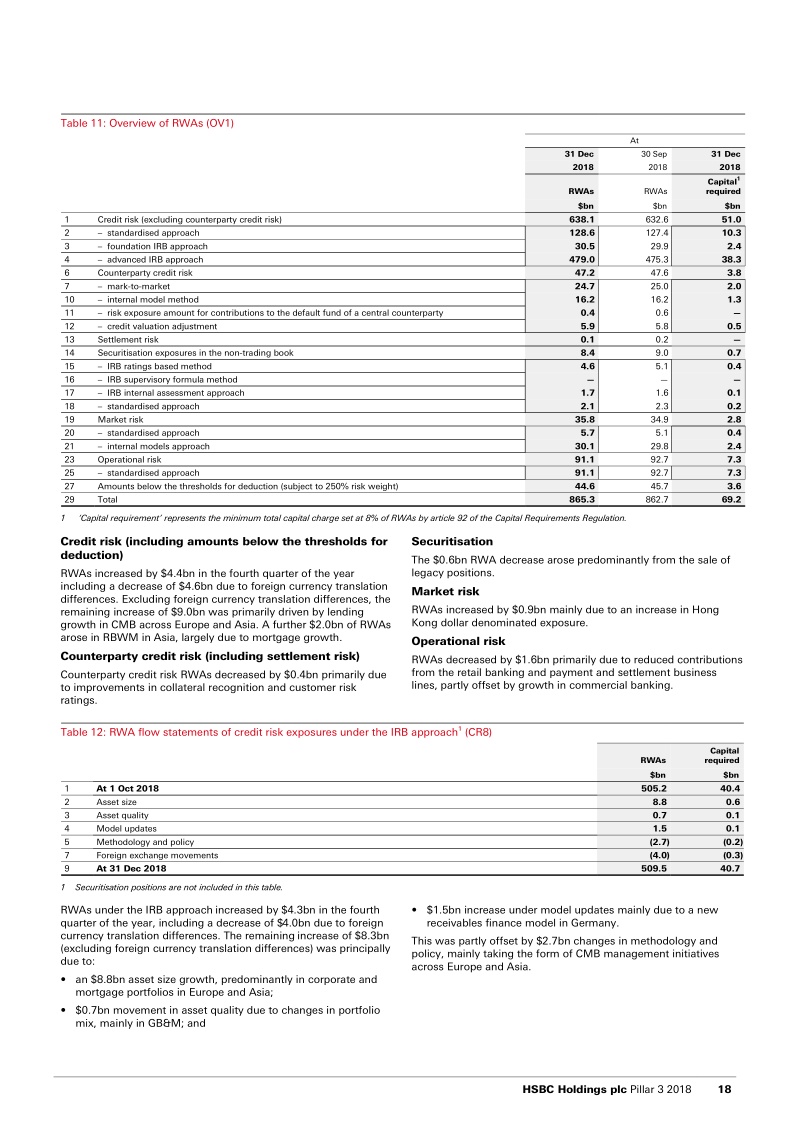 Table 11: Overview of RWAs (OV1)
At
31 Dec 30 Sep 31 Dec
2018 2018 2018
RWAs RWAs Capital¹ required
$bn $bn $bn
1 Credit risk (excluding counterparty credit risk) 638.1 632.6 51.0
2 – standardised approach 128.6 127.4 10.3
3 – foundation IRB approach 30.5 29.9 2.4
4 – advanced IRB approach 479.0 475.3 38.3
6 Counterparty credit risk 47.2 47.6 3.8
7 – mark-to-market 24.7 25.0 2.0
10 – internal model method 16.2 16.2 1.3
11 – risk exposure amount for contributions to the default fund of a central counterparty 0.4 0.6 —
12 – credit valuation adjustment 5.9 5.8 0.5
13 Settlement risk 0.1 0.2 —
14 Securitisation exposures in the non-trading book 8.4 9.0 0.7
15 – IRB ratings based method 4.6 5.1 0.4
16 – IRB supervisory formula method — — —
17 – IRB internal assessment approach 1.7 1.6 0.1
18 – standardised approach 2.1 2.3 0.2
19 Market risk 35.8 34.9 2.8
20 – standardised approach 5.7 5.1 0.4
21 – internal models approach 30.1 29.8 2.4
23 Operational risk 91.1 92.7 7.3
25 – standardised approach 91.1 92.7 7.3
27 Amounts below the thresholds for deduction (subject to 250% risk weight) 44.6 45.7 3.6
29 Total 865.3 862.7 69.2
1 'Capital requirement' represents the minimum total capital charge set at 8% of RWAs by article 92 of the Capital Requirements Regulation.
Credit risk (including amounts below the thresholds for
deduction)
RWAs increased by $4.4bn in the fourth quarter of the year
including a decrease of $4.6bn due to foreign currency translation
differences. Excluding foreign currency translation differences, the
remaining increase of $9.0bn was primarily driven by lending
growth in CMB across Europe and Asia. A further $2.0bn of RWAs
arose in RBWM in Asia, largely due to mortgage growth.
Counterparty credit risk (including settlement risk)
Counterparty credit risk RWAs decreased by $0.4bn primarily due
to improvements in collateral recognition and customer risk
ratings.
Securitisation
The $0.6bn RWA decrease arose predominantly from the sale of
legacy positions.
Market risk
RWAs increased by $0.9bn mainly due to an increase in Hong
Kong dollar denominated exposure.
Operational risk
RWAs decreased by $1.6bn primarily due to reduced contributions
from the retail banking and payment and settlement business
lines, partly offset by growth in commercial banking.
Table 12: RWA flow statements of credit risk exposures under the IRB approach¹ (CR8)
RWAs Capital required
$bn $bn
1 At 1 Oct 2018 505.2 40.4
2 Asset size 8.8 0.6
3 Asset quality 0.7 0.1
4 Model updates 1.5 0.1
5 Methodology and policy (2.7) (0.2)
7 Foreign exchange movements (4.0) (0.3)
9 At 31 Dec 2018 509.5 40.7
1 Securitisation positions are not included in this table.
RWAs under the IRB approach increased by $4.3bn in the fourth
quarter of the year, including a decrease of $4.0bn due to foreign
currency translation differences. The remaining increase of $8.3bn
(excluding foreign currency translation differences) was principally
due to:
• an $8.8bn asset size growth, predominantly in corporate and
mortgage portfolios in Europe and Asia;
• $0.7bn movement in asset quality due to changes in portfolio
mix, mainly in GB&M; and
• $1.5bn increase under model updates mainly due to a new
receivables finance model in Germany.
This was partly offset by $2.7bn changes in methodology and
policy, mainly taking the form of CMB management initiatives
across Europe and Asia.
HSBC Holdings plc Pillar 3 2018 18